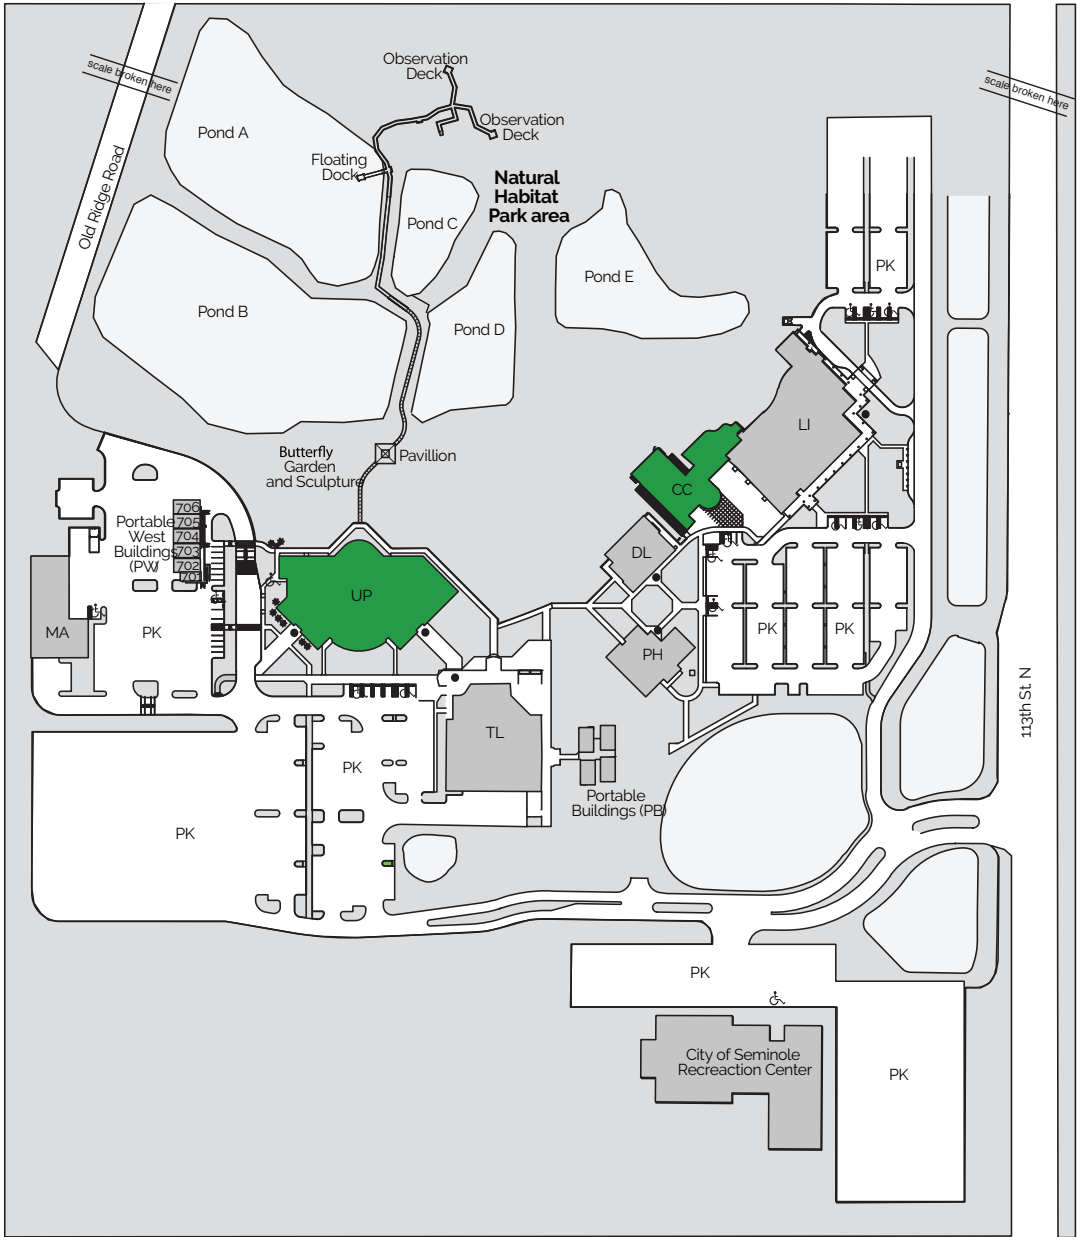 Observation
Deck
scale broken here
scale broken here
Pond A
Observation
Deck
Floating
Dock
Natural
Habitat
Park area
Old Ridge Road
Pond C
PK
Pond E
Pond B
Pond D
LI
Butterfly
Garden
and Sculpture
Pavillion
CC
706
Portable
705
West
704
Buildings
703
(PW)
702
701
DL
UP
MA
PK
PK
PK
PH
113th St N
TL
PK
Portable
Buildings (PB)
PK
PK
City of Seminole
Recreaction Center
PK